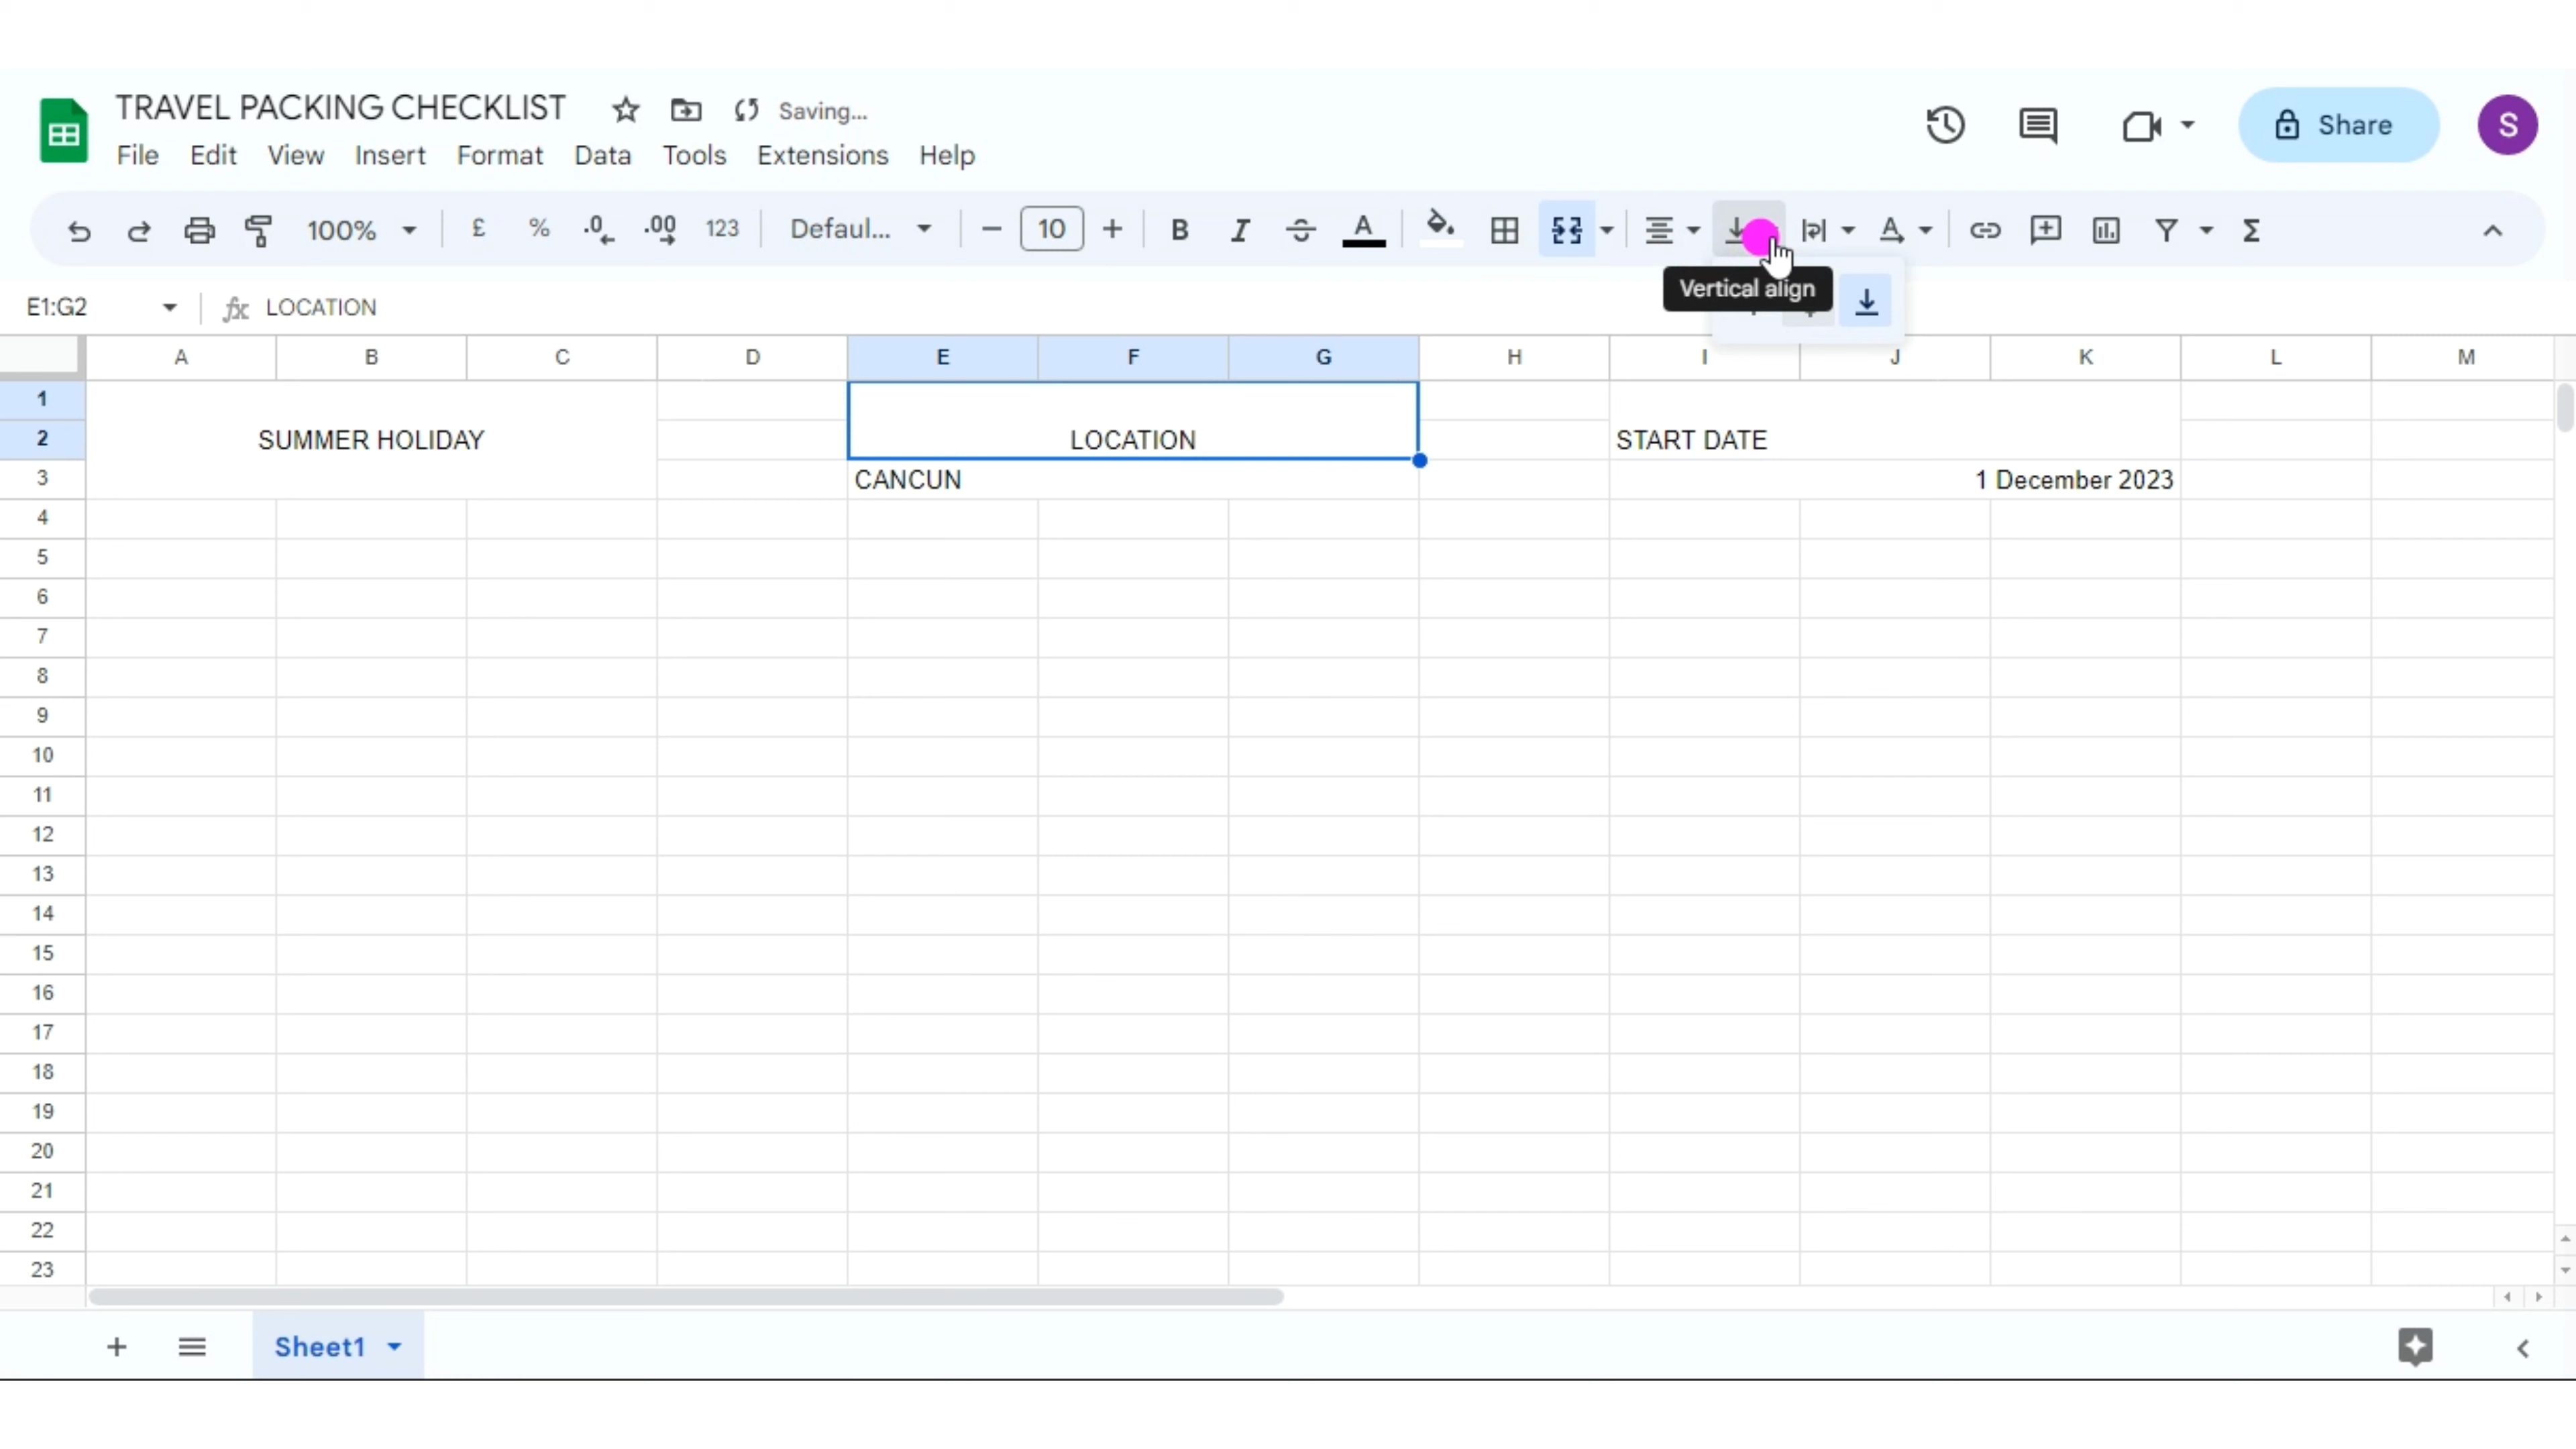 TRAVEL PACKING CHECKLIST Saving...
File Edit View Insert Format Data Tools Extensions Help
Share S
100% £ % .0 .00 123 Defaul... 10 B I A A Σ
Vertical align
E1:G2 fx LOCATION
A B C D E F G H I J K L M
1
2 SUMMER HOLIDAY LOCATION START DATE
3 CANCUN 1 December 2023
4
5
6
7
8
9
10
11
12
13
14
15
16
17
18
19
20
21
22
23
Sheet1